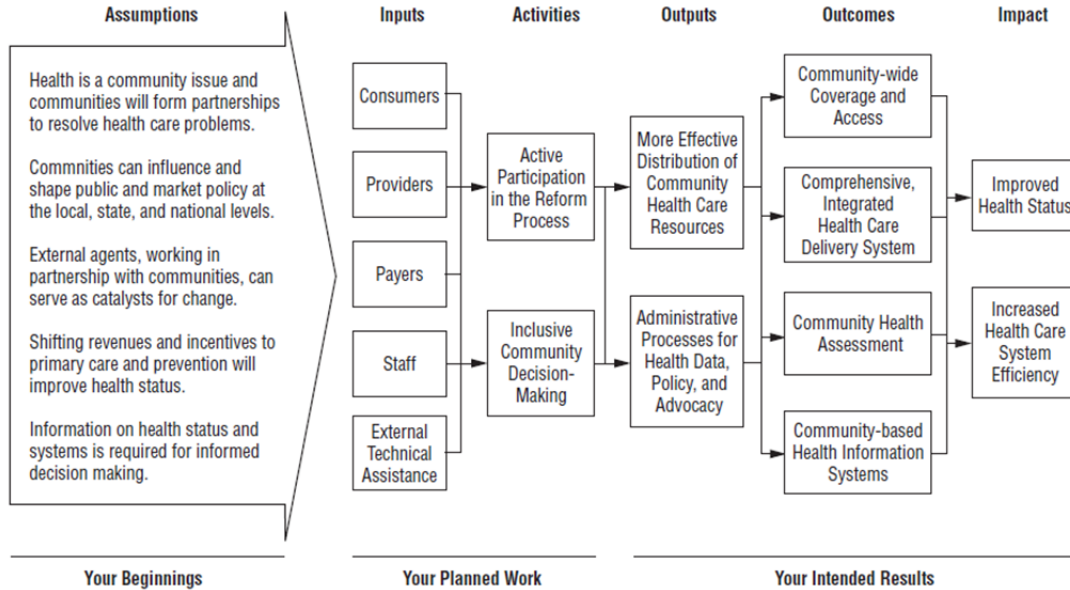 Assumptions
Inputs
Activities
Outputs
Outcomes
Impact
Health is a community issue and
communities will form partnerships
to resolve health care problems.
Commnities can influence and
shape public and market policy at
the local, state, and national levels.
External agents, working in
partnership with communities, can
serve as catalysts for change.
Shifting revenues and incentives to
primary care and prevention will
improve health status.
Information on health status and
systems is required for informed
decision making.
Consumers
Providers
Payers
Staff
External
Technical
Assistance
Active
Participation
in the Reform
Process
Inclusive
Community
Decision-
Making
More Effective
Distribution of
Community
Health Care
Resources
Administrative
Processes for
Health Data,
Policy, and
Advocacy
Community-wide
Coverage and
Access
Comprehensive,
Integrated
Health Care
Delivery System
Community Health
Assessment
Community-based
Health Information
Systems
Improved
Health Status
Increased
Health Care
System
Efficiency
Your Beginnings
Your Planned Work
Your Intended Results